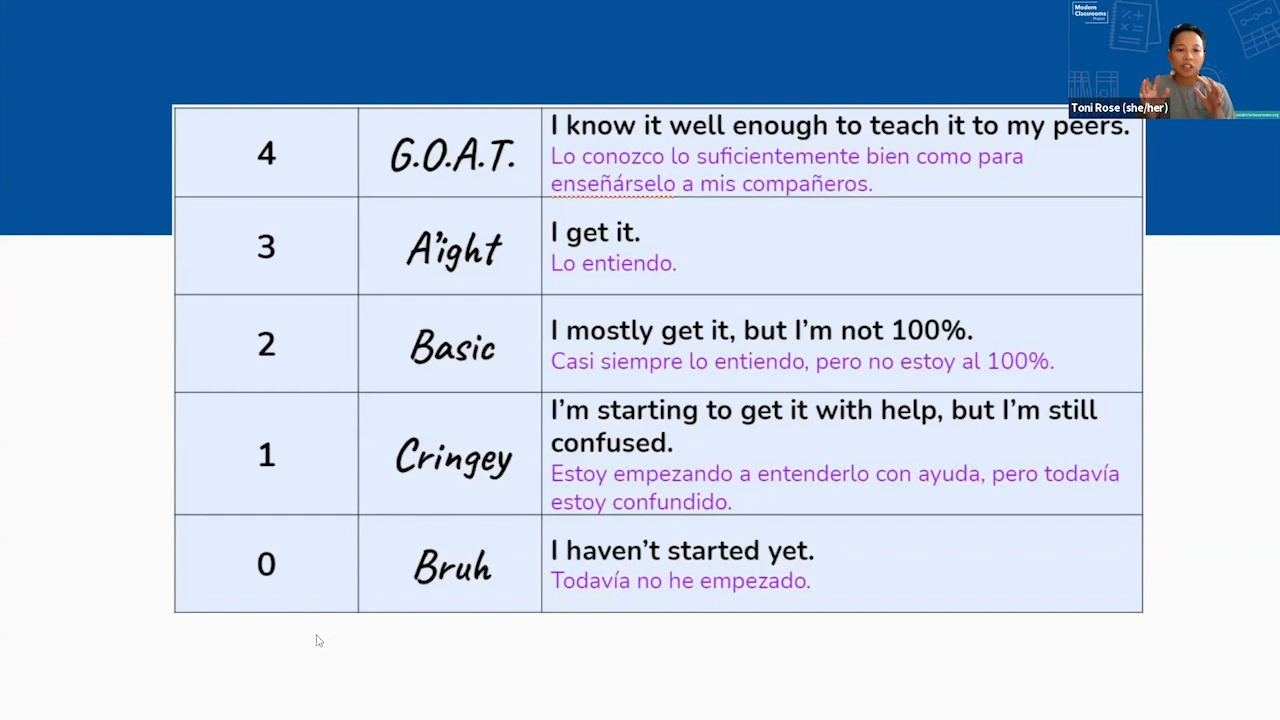 Modern
Classrooms
Project
Toni Rose (she/her)
4
G.O.A.T.
I know it well enough to teach it to my peers.
Lo conozco lo suficientemente bien como para
enseñárselo a mis compañeros.
3
A'ight
I get it.
Lo entiendo.
2
Basic
I mostly get it, but I'm not 100%.
Casi siempre lo entiendo, pero no estoy al 100%.
1
Cringey
I'm starting to get it with help, but I'm still
confused.
Estoy empezando a entenderlo con ayuda, pero todavía
estoy confundido.
0
Bruh
I haven't started yet.
Todavía no he empezado.